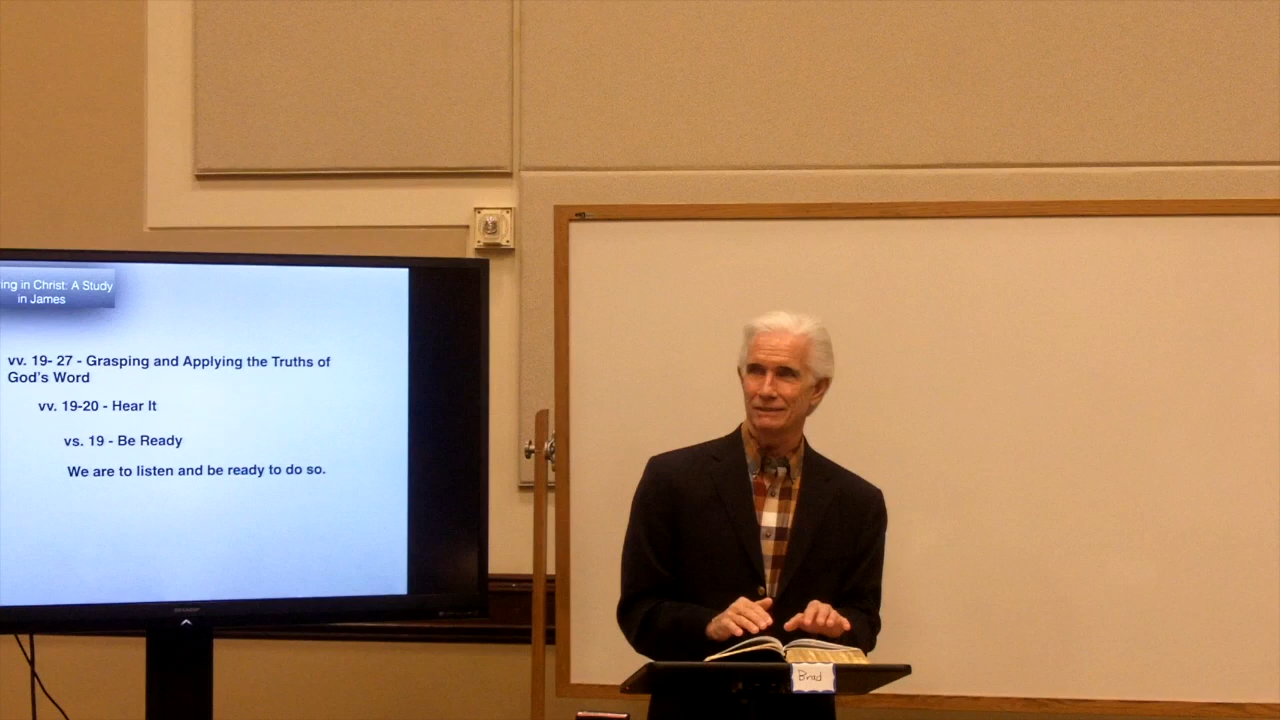 ing in Christ: A Study
in James
vv. 19- 27 - Grasping and Applying the Truths of
God's Word
vv. 19-20 - Hear It
vs. 19 - Be Ready
We are to listen and be ready to do so.
SHARP
Brad